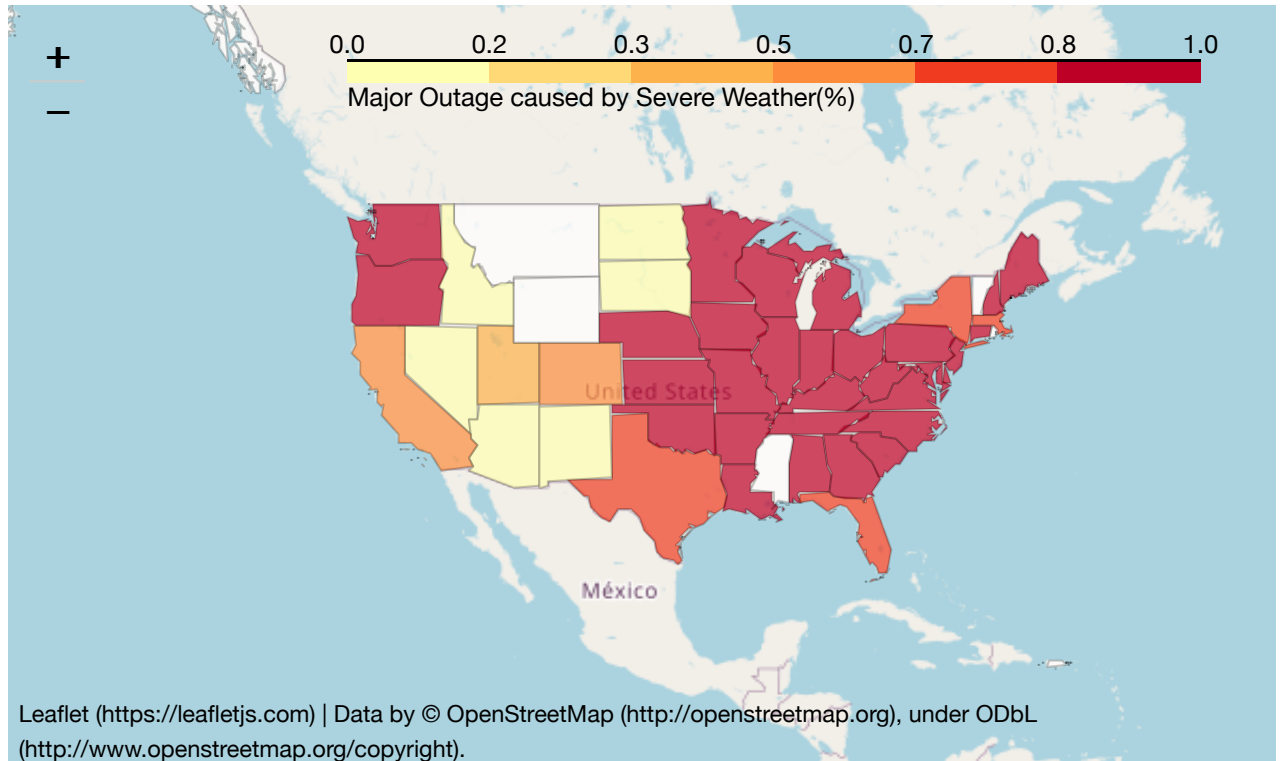 +
−
0.0 0.2 0.3 0.5 0.7 0.8 1.0
Major Outage caused by Severe Weather(%)
United States
México
Leaflet (https://leafletjs.com) | Data by © OpenStreetMap (http://openstreetmap.org), under ODbL
(http://www.openstreetmap.org/copyright).